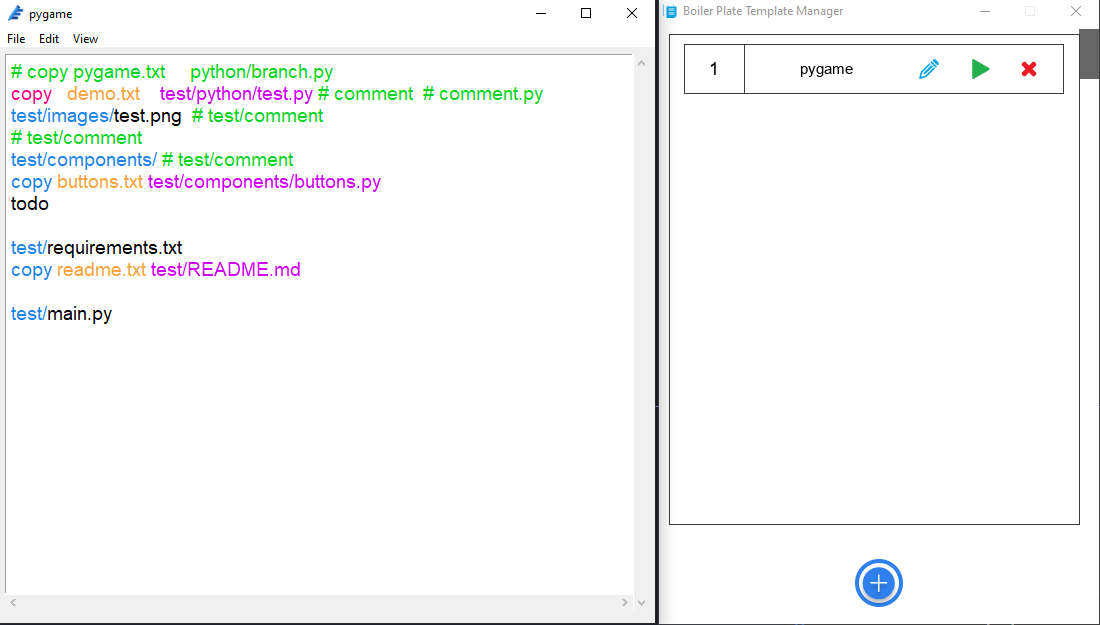 pygame
File Edit View
# copy pygame.txt python/branch.py
copy demo.txt test/python/test.py # comment # comment.py
test/images/test.png # test/comment
# test/comment
test/components/ # test/comment
copy buttons.txt test/components/buttons.py
todo
test/requirements.txt
copy readme.txt test/README.md
test/main.py
Boiler Plate Template Manager
1 pygame